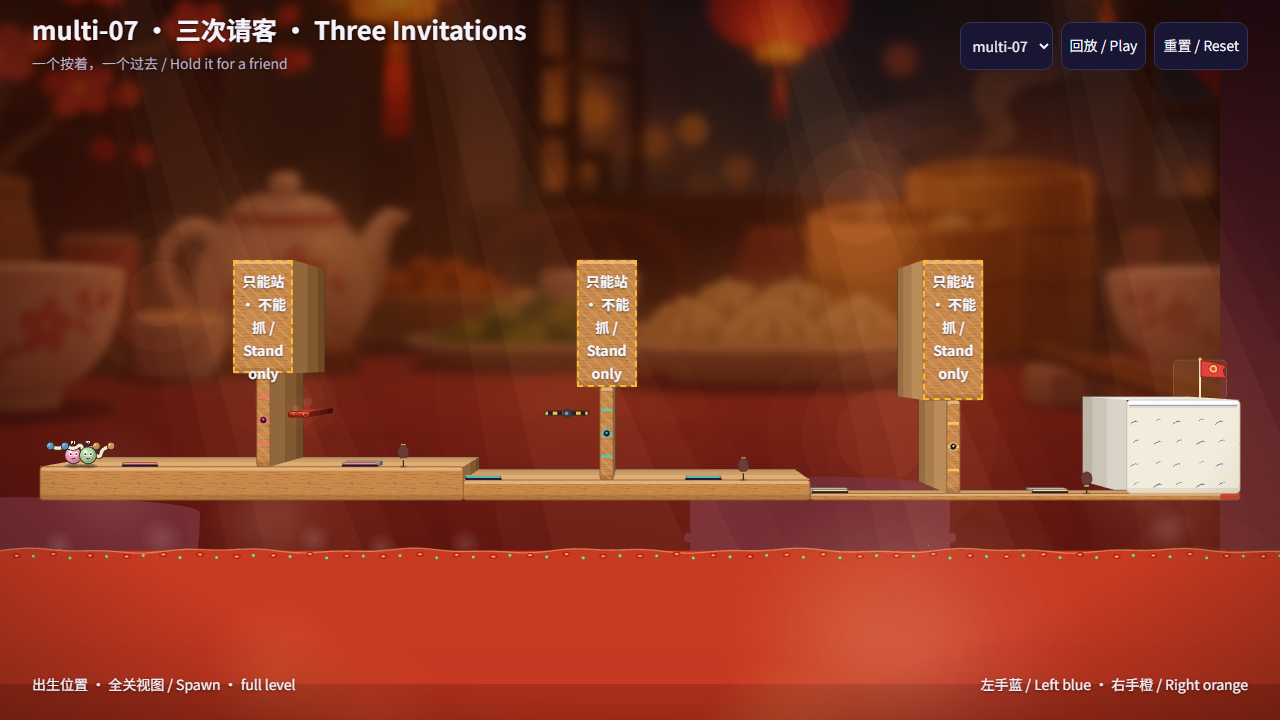 multi-07 • 三次请客 • Three Invitations
一个按着，一个过去 / Hold it for a friend
multi-07
回放 / Play
重置 / Reset
只能站
• 不能
抓 /
Stand
only
只能站
• 不能
抓 /
Stand
only
只能站
• 不能
抓 /
Stand
only
出生位置 • 全关视图 / Spawn • full level
左手蓝 / Left blue • 右手橙 / Right orange